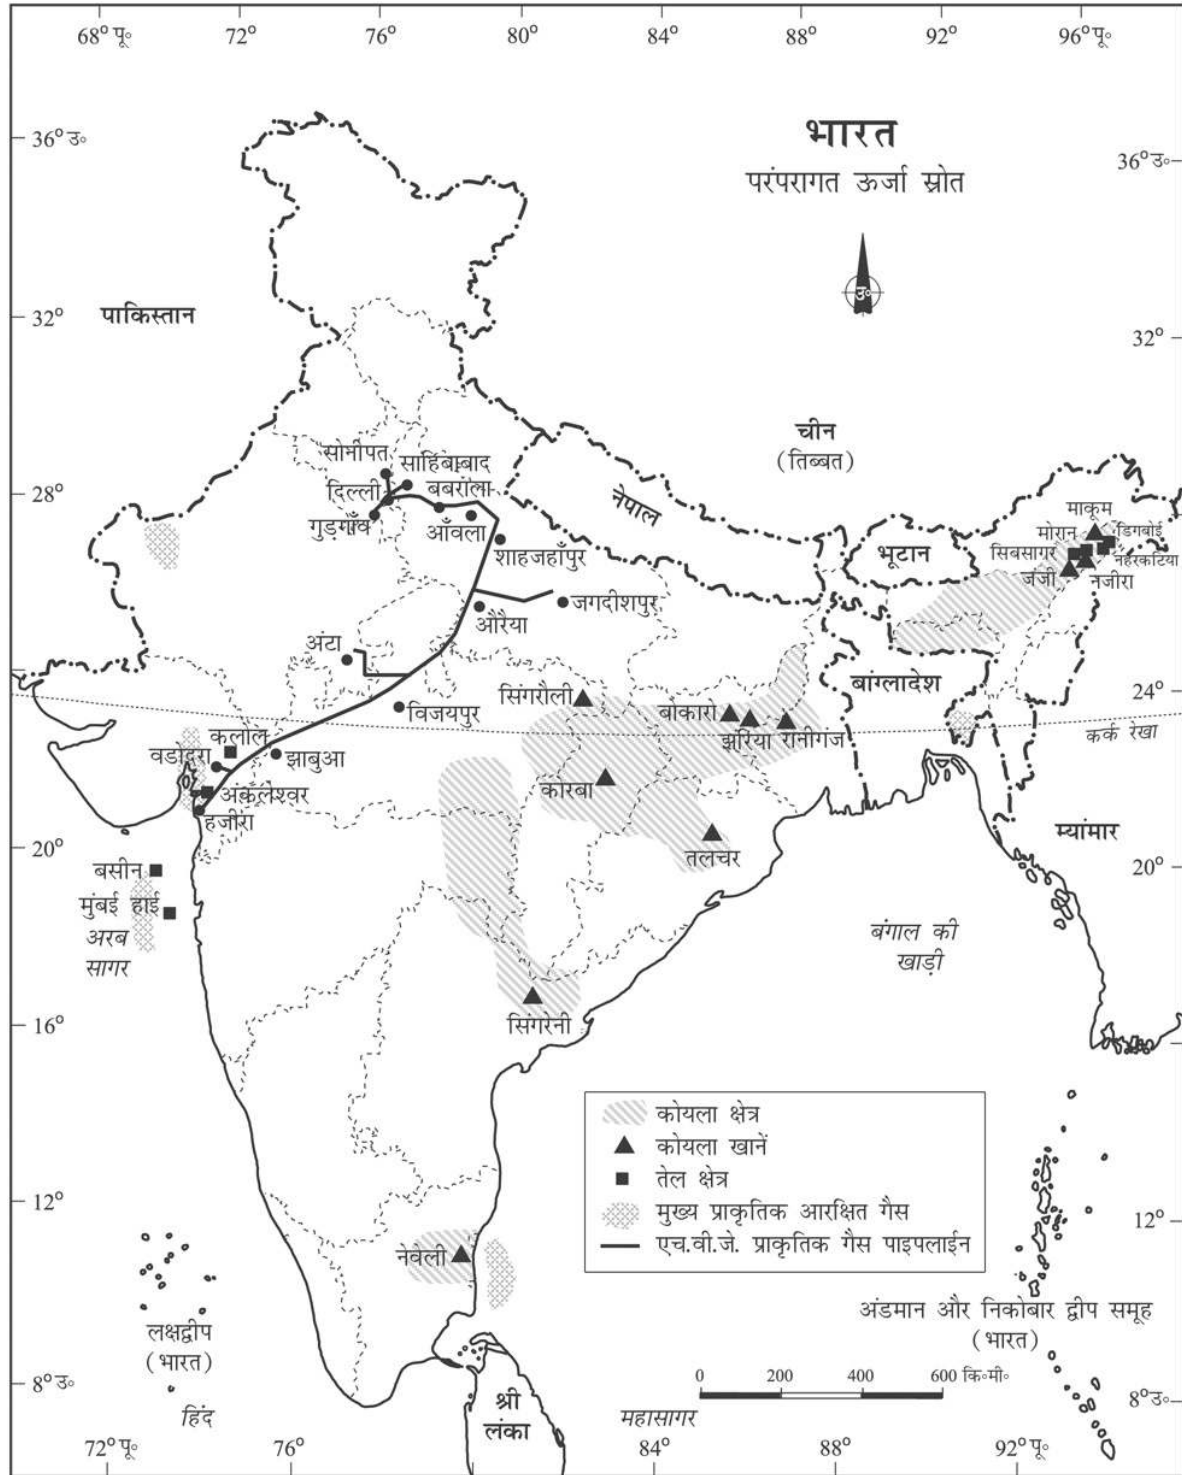 68° पू॰
72°
76°
80°
84°
88°
92°
96° पू॰
36° उ॰
36° उ॰
भारत
परंपरागत ऊर्जा स्रोत
उ॰
पाकिस्तान
32°
32°
चीन
(तिब्बत)
सोनीपत
साहिबाबाद
दिल्ली
बबराला
28°
28°
गुड़गाँव
आँवला
शाहजहाँपुर
नेपाल
भूटान
माकूम
मोरान
डिगबोई
सिबसागर
नहरकटिया
जंजी
नजीरा
जगदीशपुर
औरैया
अंटा
24°
24°
बांग्लादेश
सिंगरौली
बोकारो
झरिया
रानीगंज
कर्क रेखा
विजयपुर
कलोल
वडोदरा
झाबुआ
अंकलेश्वर
हजीरा
कोरबा
तलचर
म्यांमार
20°
20°
बसीन
मुंबई हाई
अरब
सागर
बंगाल की
खाड़ी
16°
सिंगरेनी
कोयला क्षेत्र
कोयला खानें
तेल क्षेत्र
मुख्य प्राकृतिक आरक्षित गैस
एच.वी.जे. प्राकृतिक गैस पाइपलाईन
12°
12°
नेवेली
लक्षद्वीप
(भारत)
अंडमान और निकोबार द्वीप समूह
(भारत)
0 200 400 600 कि॰मी॰
8° उ॰
8° उ॰
हिंद
महासागर
श्री
लंका
72° पू॰
76°
84°
88°
92° पू॰